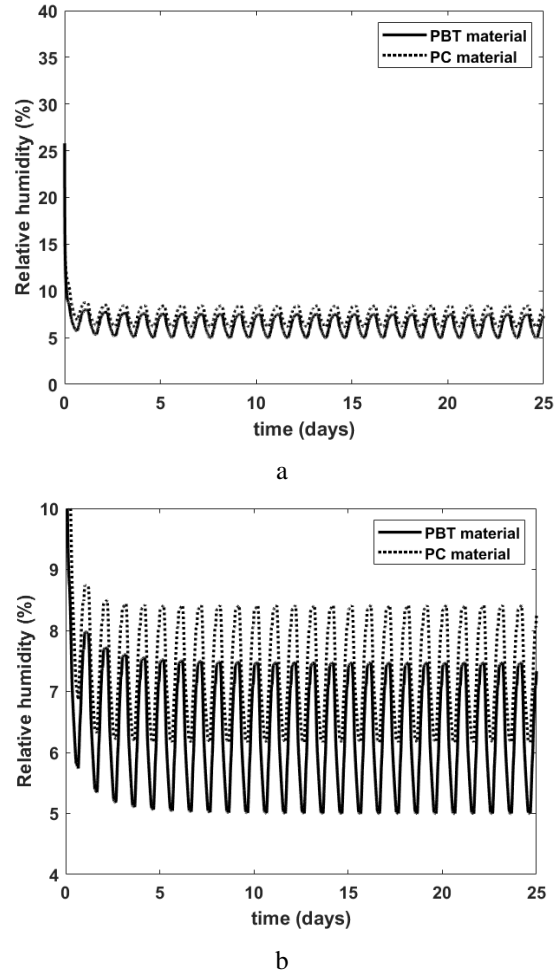 40
35
30
25
20
15
10
5
0
Relative humidity (%)
PBT material
PC material
0 5 10 15 20 25
time (days)
a
10
9
8
7
6
5
4
Relative humidity (%)
PBT material
PC material
0 5 10 15 20 25
time (days)
b